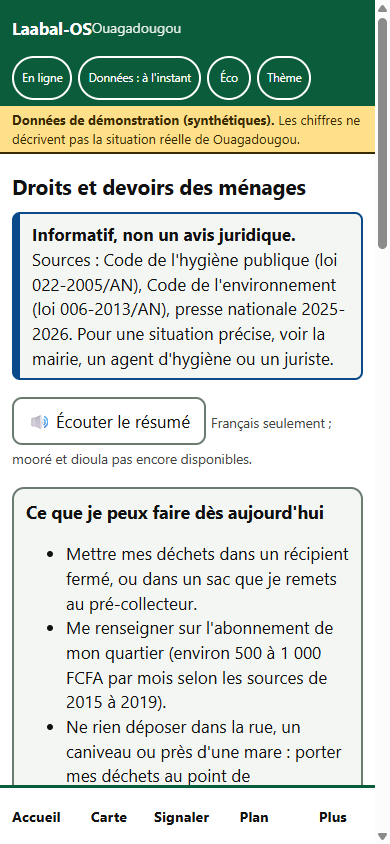 Laabal-OS Ouagadougou
En ligne
Données : à l'instant
Éco
Thème
Données de démonstration (synthétiques). Les chiffres ne
décrivent pas la situation réelle de Ouagadougou.
Droits et devoirs des ménages
Informatif, non un avis juridique.
Sources : Code de l'hygiène publique (loi
022-2005/AN), Code de l'environnement
(loi 006-2013/AN), presse nationale 2025-
2026. Pour une situation précise, voir la
mairie, un agent d'hygiène ou un juriste.
Écouter le résumé
Français seulement ;
mooré et dioula pas encore disponibles.
Ce que je peux faire dès aujourd'hui
Mettre mes déchets dans un récipient
fermé, ou dans un sac que je remets
au pré-collecteur.
Me renseigner sur l'abonnement de
mon quartier (environ 500 à 1 000
FCFA par mois selon les sources de
2015 à 2019).
Ne rien déposer dans la rue, un
caniveau ou près d'une mare : porter
mes déchets au point de
Accueil
Carte
Signaler
Plan
Plus